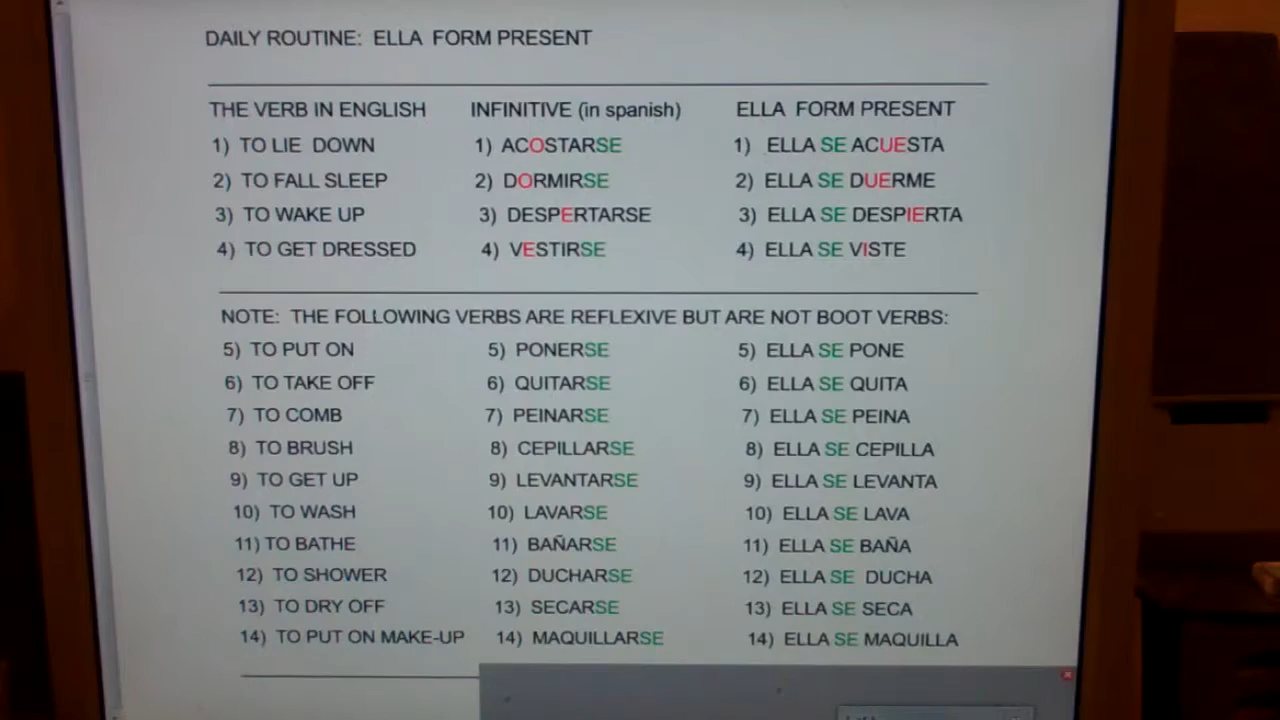 DAILY ROUTINE: ELLA FORM PRESENT
THE VERB IN ENGLISH INFINITIVE (in spanish) ELLA FORM PRESENT
1) TO LIE DOWN 1) ACOSTARSE 1) ELLA SE ACUESTA
2) TO FALL SLEEP 2) DORMIRSE 2) ELLA SE DUERME
3) TO WAKE UP 3) DESPERTARSE 3) ELLA SE DESPIERTA
4) TO GET DRESSED 4) VESTIRSE 4) ELLA SE VISTE
NOTE: THE FOLLOWING VERBS ARE REFLEXIVE BUT ARE NOT BOOT VERBS:
5) TO PUT ON 5) PONERSE 5) ELLA SE PONE
6) TO TAKE OFF 6) QUITARSE 6) ELLA SE QUITA
7) TO COMB 7) PEINARSE 7) ELLA SE PEINA
8) TO BRUSH 8) CEPILLARSE 8) ELLA SE CEPILLA
9) TO GET UP 9) LEVANTARSE 9) ELLA SE LEVANTA
10) TO WASH 10) LAVARSE 10) ELLA SE LAVA
11) TO BATHE 11) BAÑARSE 11) ELLA SE BAÑA
12) TO SHOWER 12) DUCHARSE 12) ELLA SE DUCHA
13) TO DRY OFF 13) SECARSE 13) ELLA SE SECA
14) TO PUT ON MAKE-UP 14) MAQUILLARSE 14) ELLA SE MAQUILLA